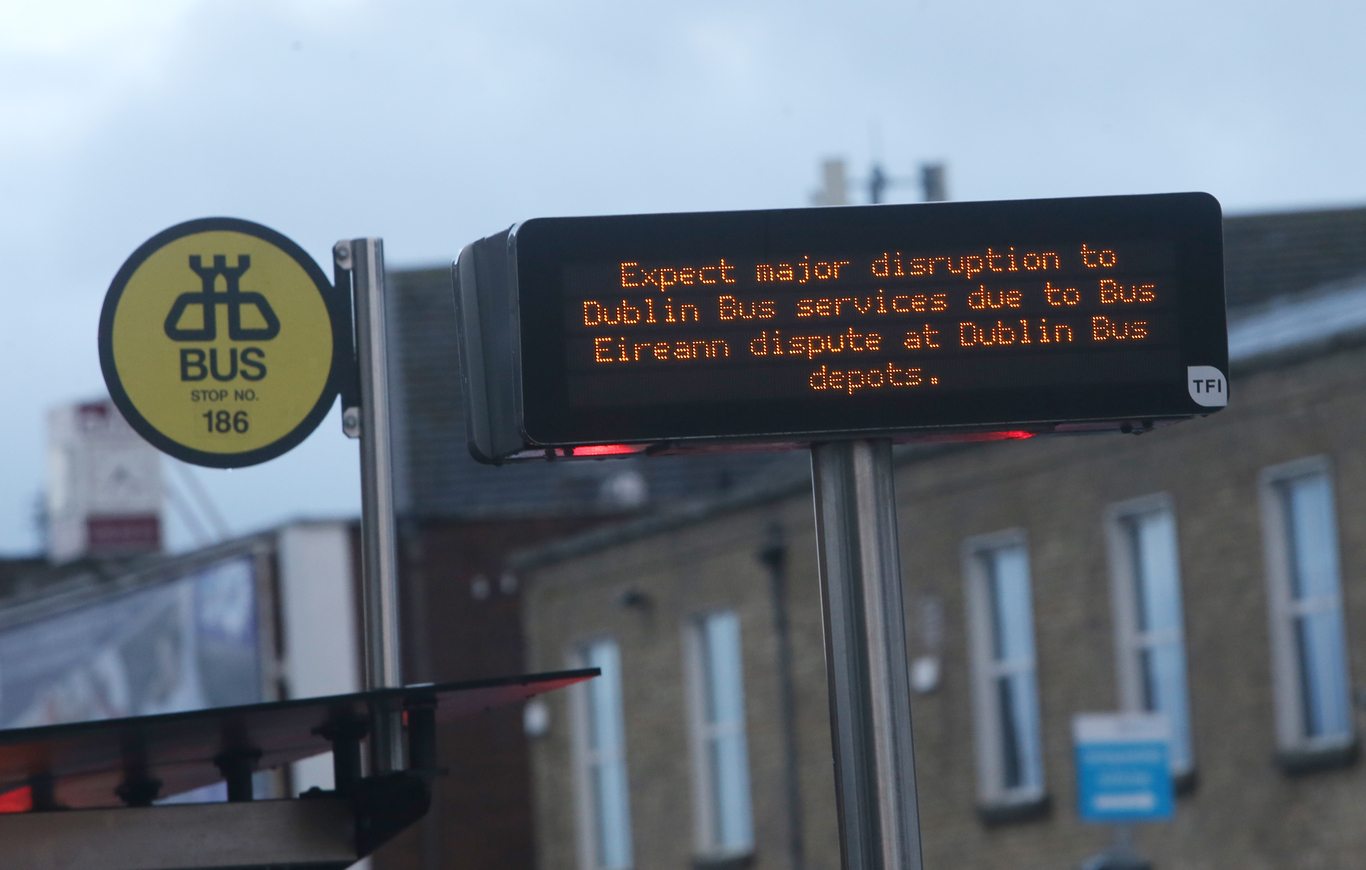 BUS
STOP NO.
186
Expect major disruption to
Dublin Bus services due to Bus
Eireann dispute at Dublin Bus
depots.
TFI